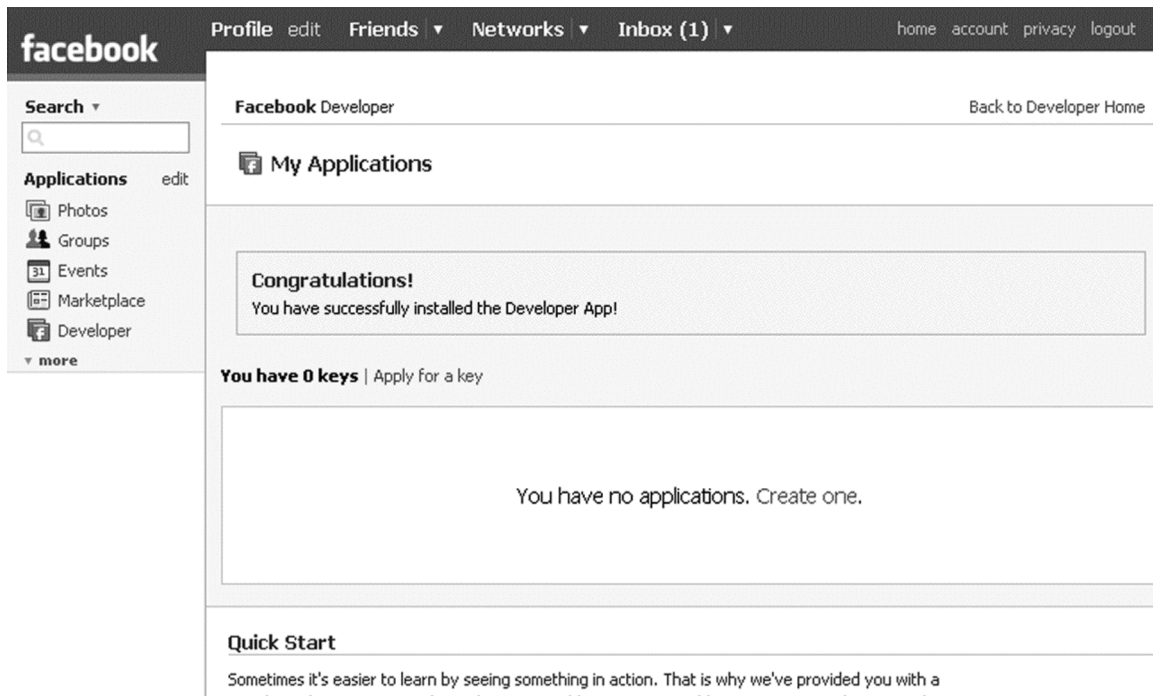 facebook
Profile edit Friends Networks Inbox (1) home account privacy logout
Search
Applications edit
Photos
Groups
31 Events
Marketplace
Developer
more
Facebook Developer Back to Developer Home
My Applications
Congratulations!
You have successfully installed the Developer App!
You have 0 keys | Apply for a key
You have no applications. Create one.
Quick Start
Sometimes it's easier to learn by seeing something in action. That is why we've provided you with a